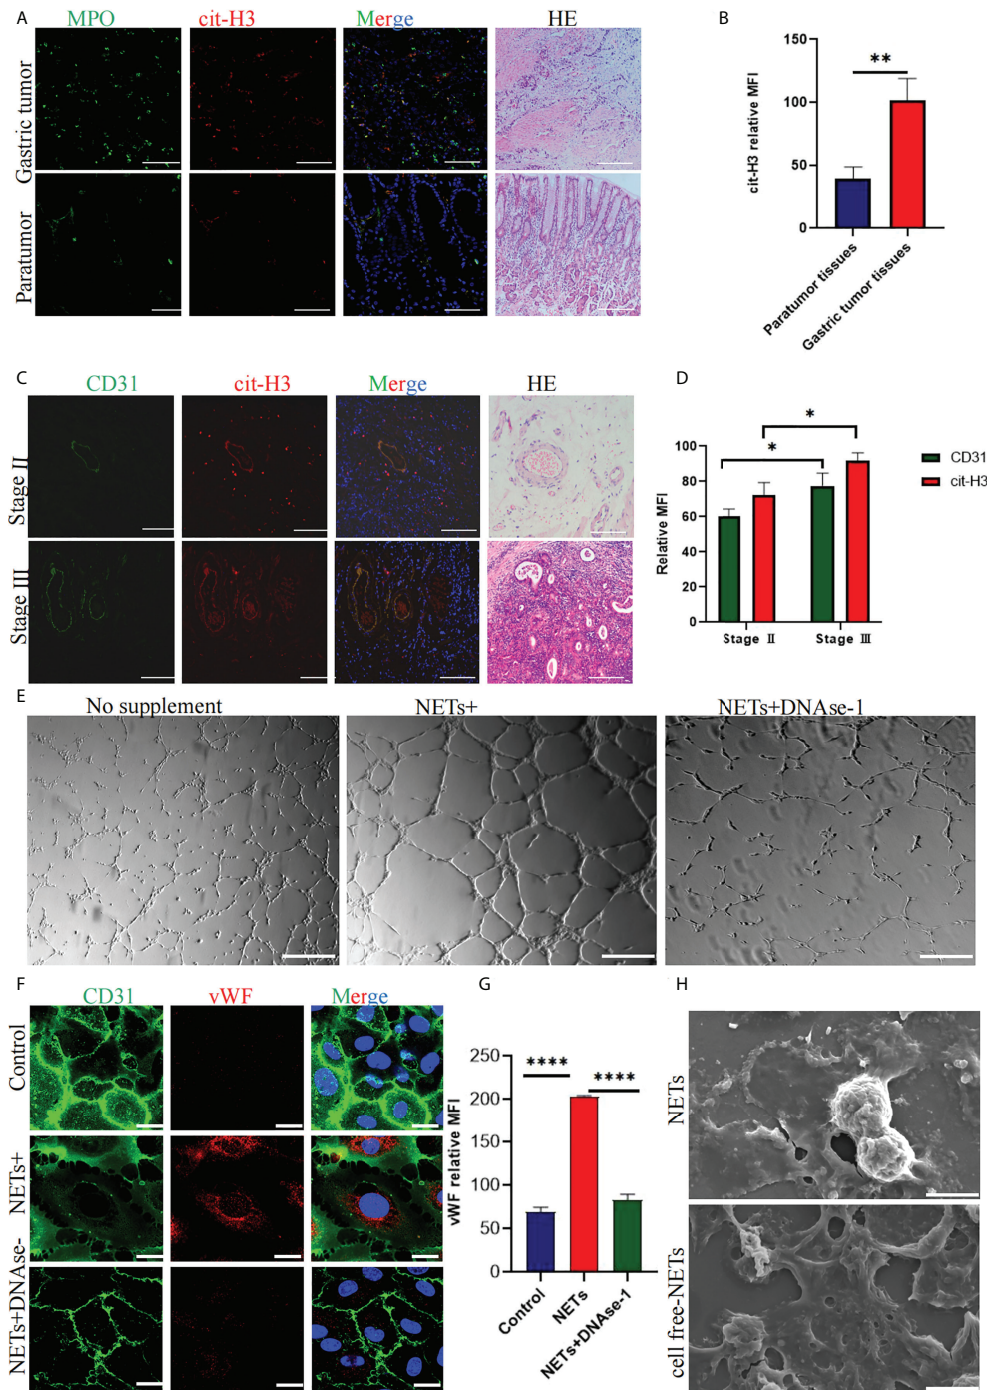 A
MPO
cit-H3
Merge
HE
Gastric tumor
Paratumor
B
cit-H3 relative MFI
150
100
50
0
**
Paratumor tissues
Gastric tumor tissues
C
CD31
cit-H3
Merge
HE
Stage II
Stage III
D
Relative MFI
100
80
60
40
20
0
*
*
Stage II
Stage III
CD31
cit-H3
E
No supplement
NETs+
NETs+DNAse-1
F
CD31
vWF
Merge
Control
NETs+
NETs+DNAse-
G
vWF relative MFI
250
200
150
100
50
0
****
****
Control
NETs
NETs+DNAse-1
H
NETs
cell free-NETs